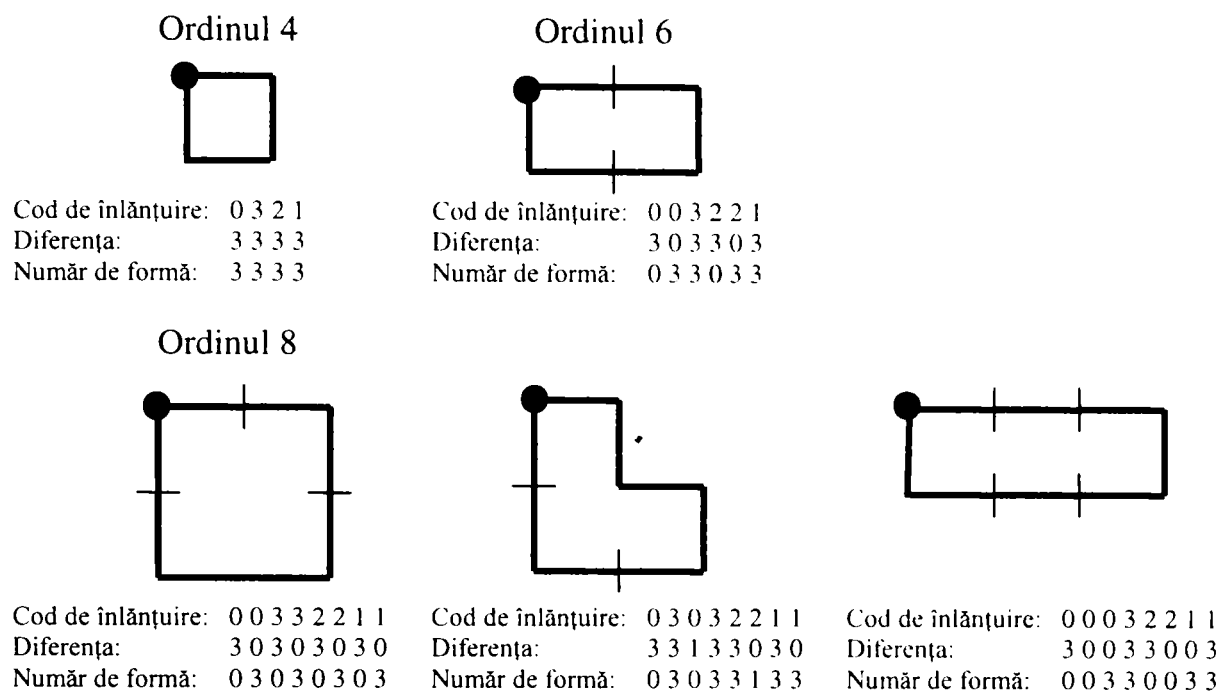 Ordinul 4
Ordinul 6
Cod de înlănțuire: 0 3 2 1
Diferența: 3 3 3 3
Număr de formă: 3 3 3 3
Cod de înlănțuire: 0 0 3 2 2 1
Diferența: 3 0 3 3 0 3
Număr de formă: 0 3 3 0 3 3
Ordinul 8
Cod de înlănțuire: 0 0 3 3 2 2 1 1
Diferența: 3 0 3 0 3 0 3 0
Număr de formă: 0 3 0 3 0 3 0 3
Cod de înlănțuire: 0 3 0 3 2 2 1 1
Diferența: 3 3 1 3 3 0 3 0
Număr de formă: 0 3 0 3 3 1 3 3
Cod de înlănțuire: 0 0 0 3 2 2 1 1
Diferența: 3 0 0 3 3 0 0 3
Număr de formă: 0 0 3 3 0 0 3 3